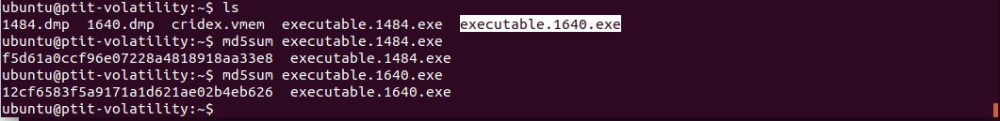 ubuntu@ptit-volatility:~$ ls
1484.dmp  1640.dmp  cridex.vmem  executable.1484.exe  executable.1640.exe
ubuntu@ptit-volatility:~$ md5sum executable.1484.exe
f5d61a0ccf96e07228a4818918aa33e8  executable.1484.exe
ubuntu@ptit-volatility:~$ md5sum executable.1640.exe
12cf6583f5a9171a1d621ae02b4eb626  executable.1640.exe
ubuntu@ptit-volatility:~$